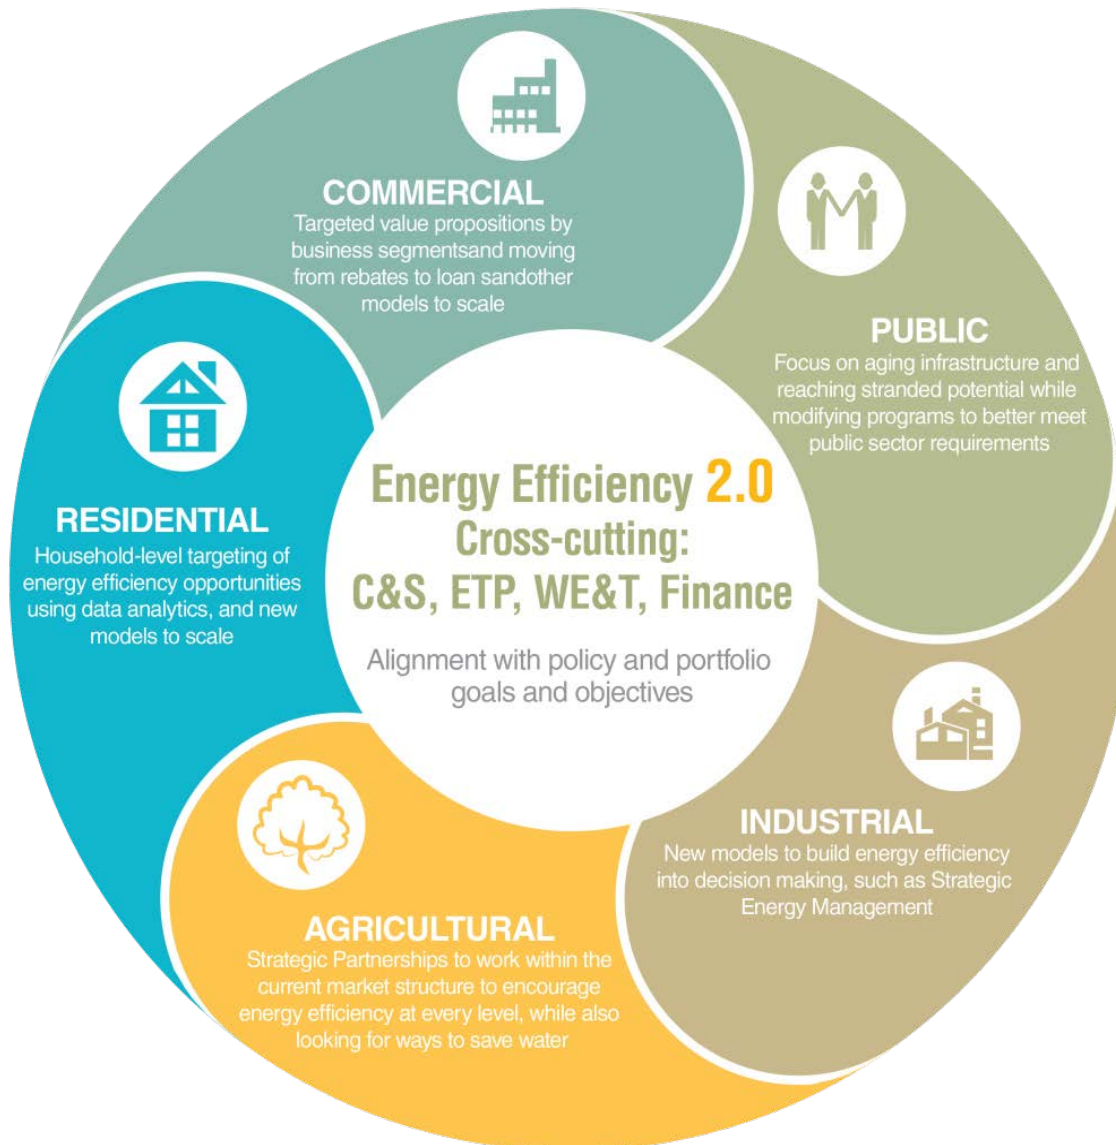 COMMERCIAL
Targeted value propositions by
business segmentsand moving
from rebates to loan sandother
models to scale
PUBLIC
Focus on aging infrastructure and
reaching stranded potential while
modifying programs to better meet
public sector requirements
RESIDENTIAL
Household-level targeting of
energy efficiency opportunities
using data analytics, and new
models to scale
Energy Efficiency 2.0
Cross-cutting:
C&S, ETP, WE&T, Finance
Alignment with policy and portfolio
goals and objectives
INDUSTRIAL
New models to build energy efficiency
into decision making, such as Strategic
Energy Management
AGRICULTURAL
Strategic Partnerships to work within the
current market structure to encourage
energy efficiency at every level, while also
looking for ways to save water